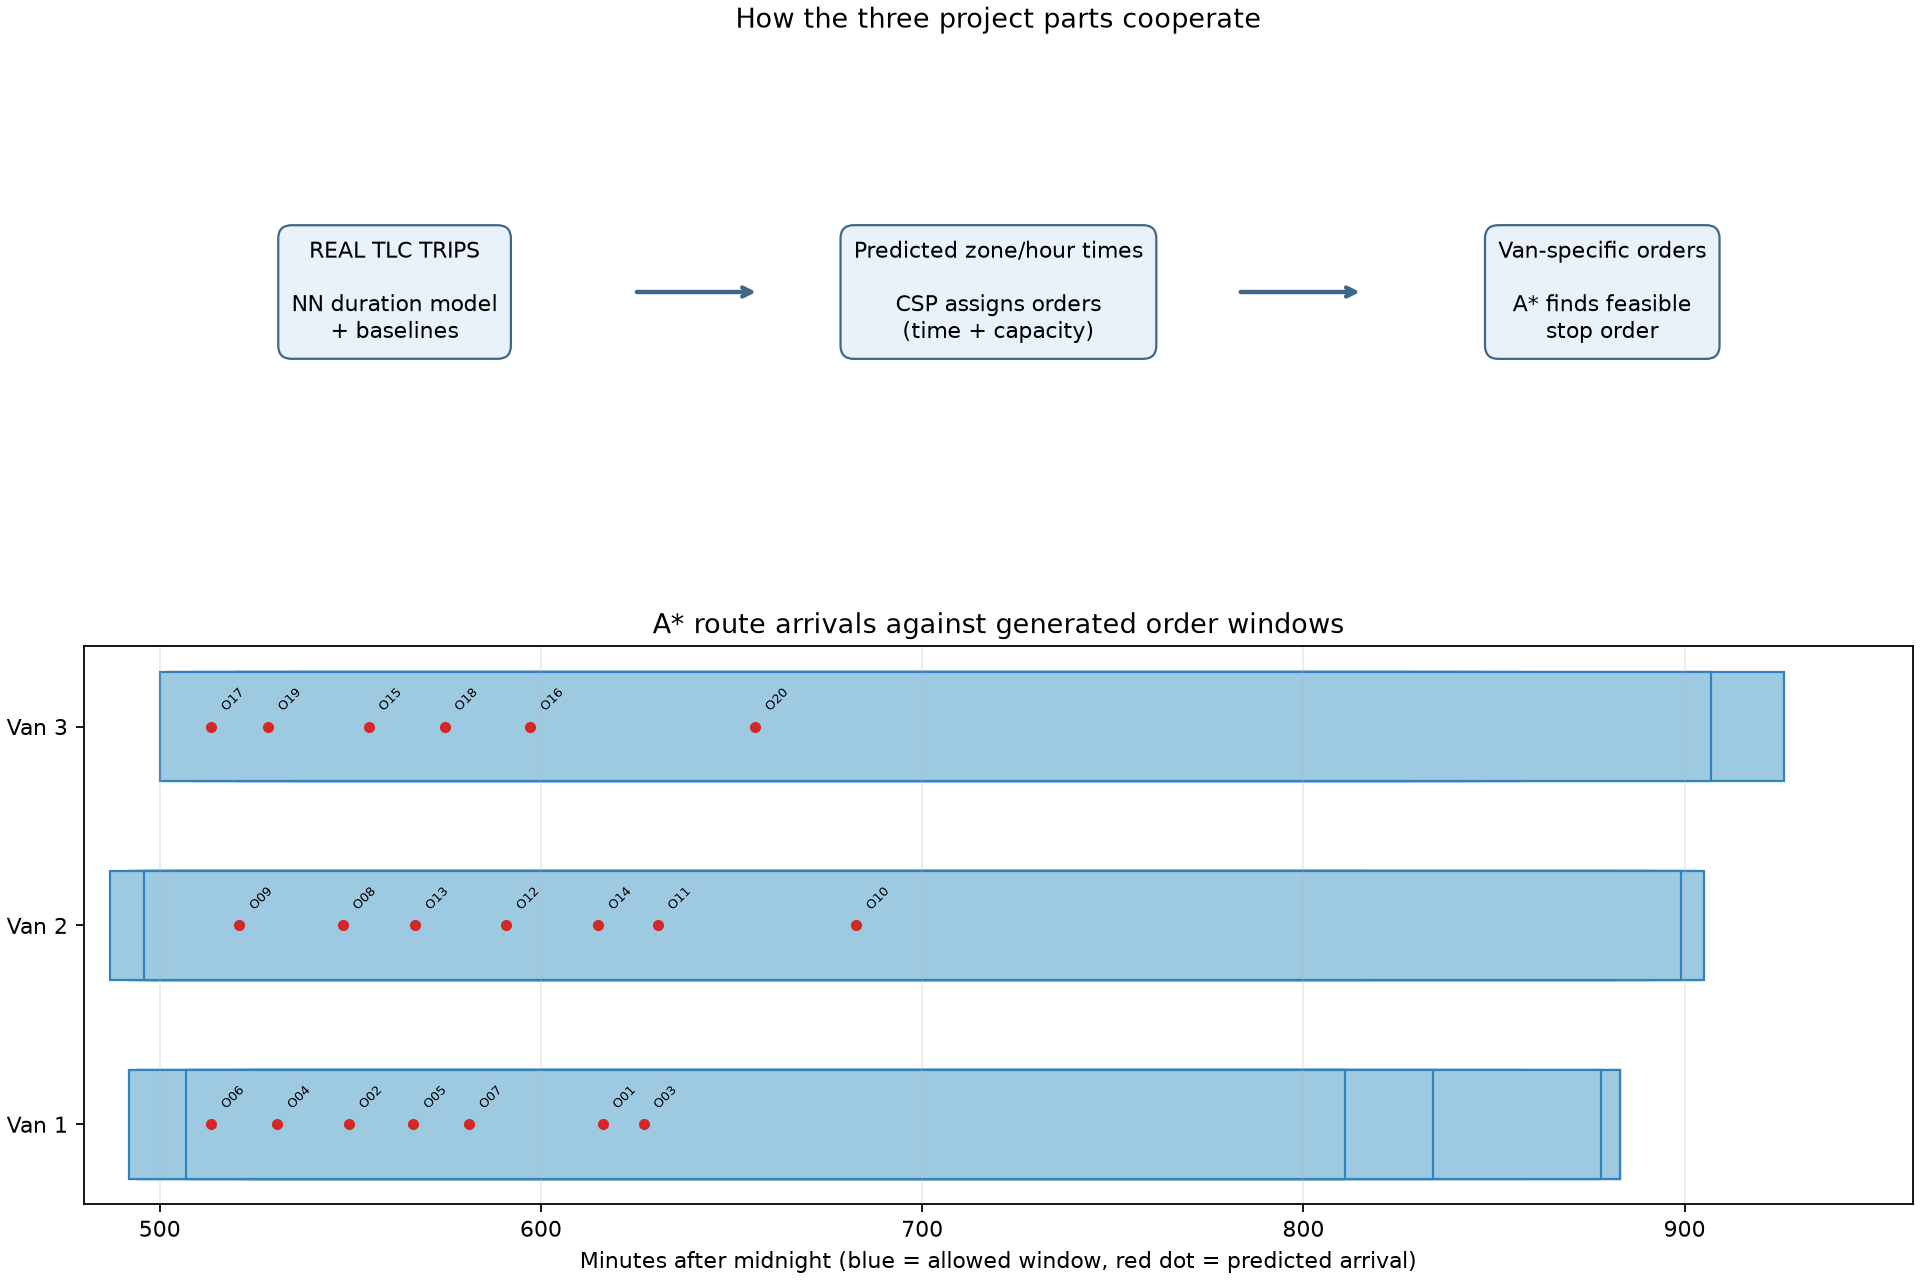 How the three project parts cooperate
REAL TLC TRIPS
NN duration model
+ baselines
Predicted zone/hour times
CSP assigns orders
(time + capacity)
Van-specific orders
A* finds feasible
stop order
A* route arrivals against generated order windows
Van 3
O17 O19 O15 O18 O16 O20
Van 2
O09 O08 O13 O12 O14 O11 O10
Van 1
O06 O04 O02 O05 O07 O01 O03
500 600 700 800 900
Minutes after midnight (blue = allowed window, red dot = predicted arrival)